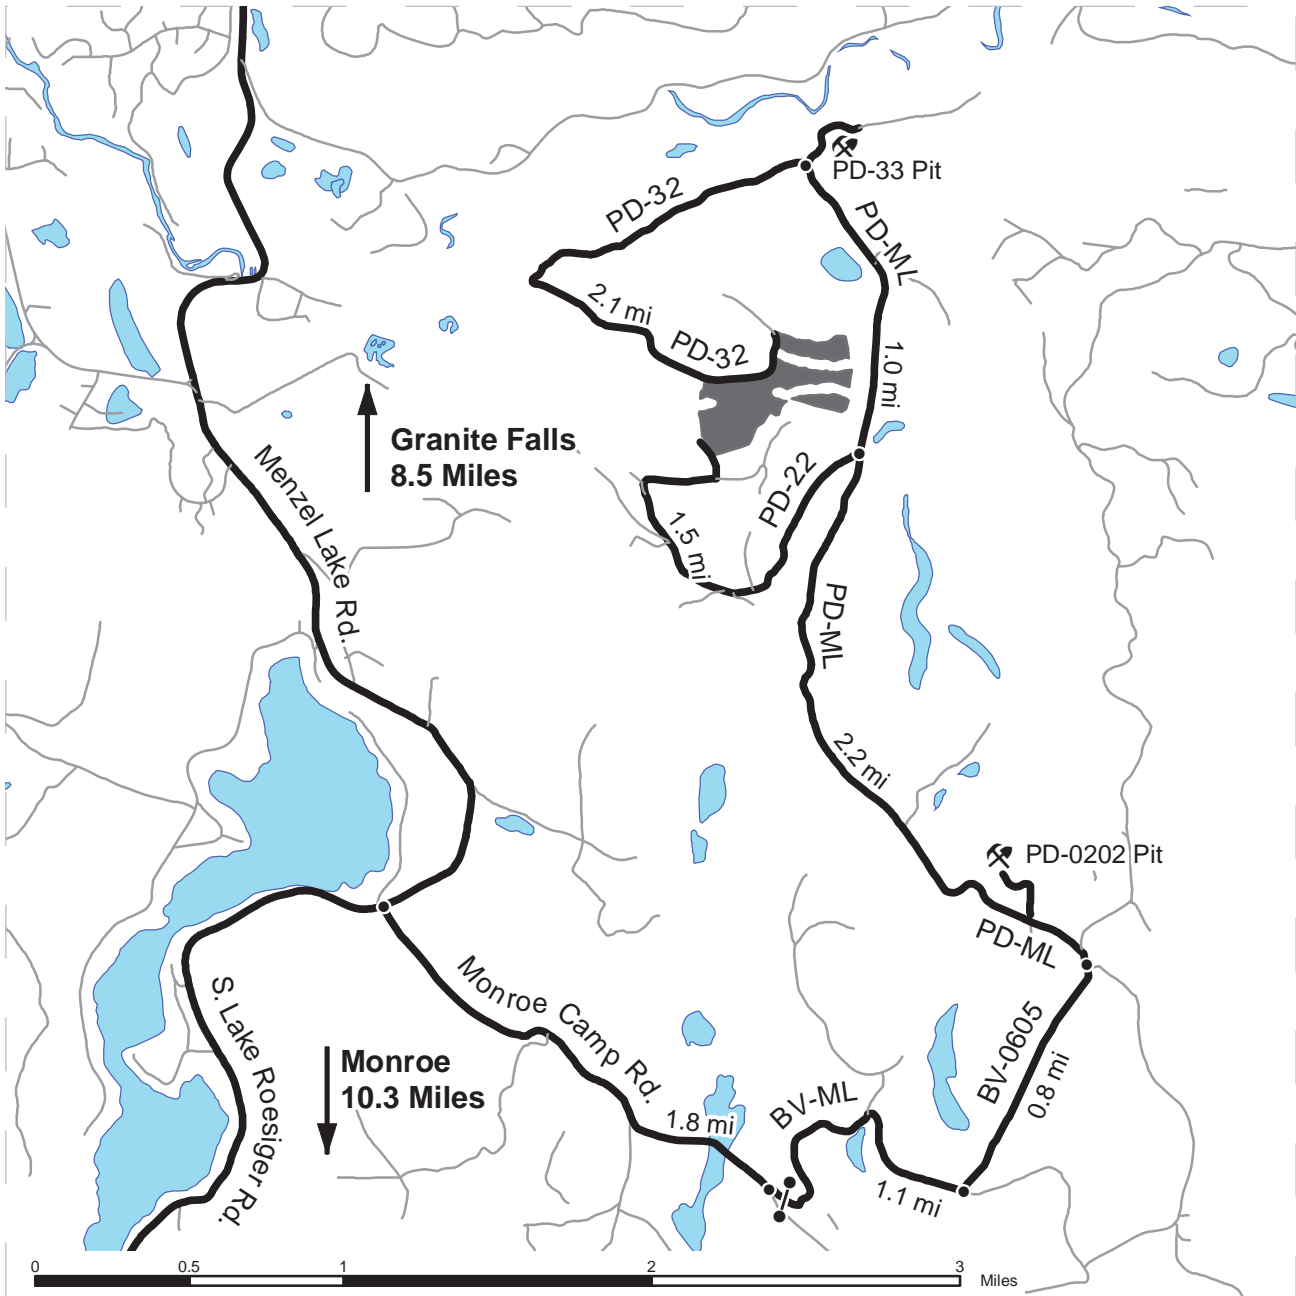 PD-33 Pit
PD-32
PD-ML
2.1 mi
PD-32
1.0 mi
Granite Falls
8.5 Miles
Menzel Lake Rd.
PD-22
1.5 mi
PD-ML
2.2 mi
PD-0202 Pit
PD-ML
Monroe Camp Rd.
S. Lake Roesiger Rd.
BV-0605
0.8 mi
Monroe
10.3 Miles
BV-ML
1.8 mi
1.1 mi
0 0.5 1 2 3
Miles